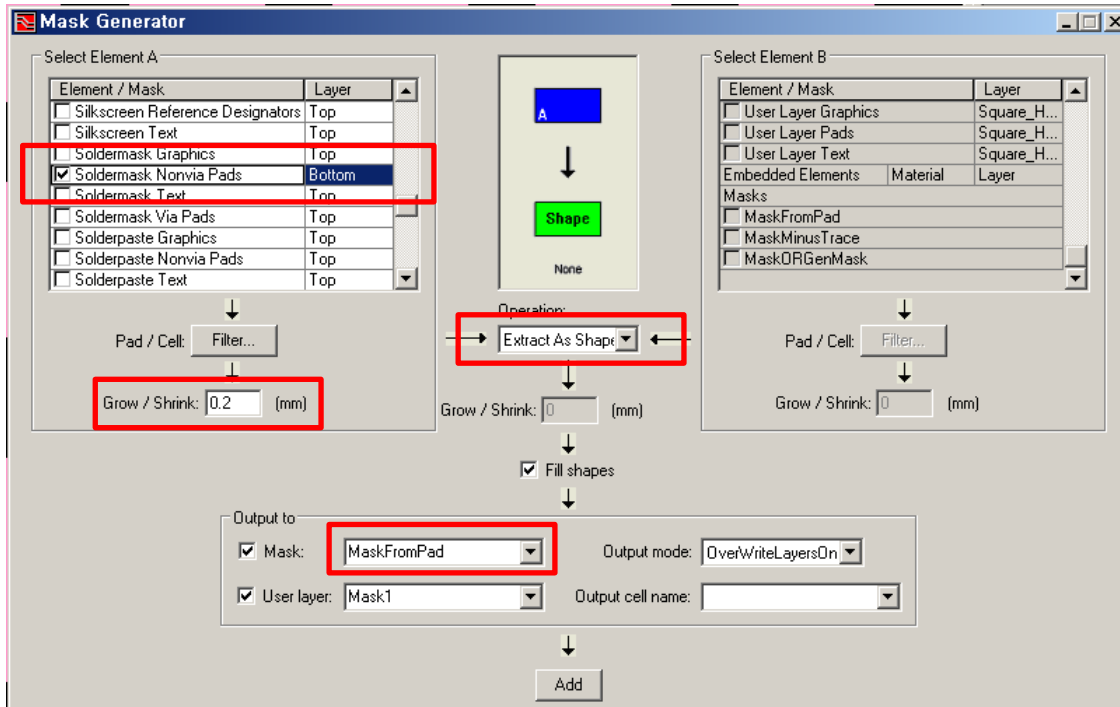 Mask Generator
Select Element A
Element / Mask Layer
Silkscreen Reference Designators Top
Silkscreen Text Top
Soldermask Graphics Top
Soldermask Nonvia Pads Bottom
Soldermask Text Top
Soldermask Via Pads Top
Solderpaste Graphics Top
Solderpaste Nonvia Pads Top
Solderpaste Text Top
Pad / Cell: Filter...
Grow / Shrink: 0.2 (mm)
A
Shape
None
Operation:
Extract As Shape
Grow / Shrink: 0 (mm)
Fill shapes
Select Element B
Element / Mask Layer
User Layer Graphics Square_H...
User Layer Pads Square_H...
User Layer Text Square_H...
Embedded Elements Material Layer
Masks
MaskFromPad
MaskMinusTrace
MaskORGenMask
Pad / Cell: Filter...
Grow / Shrink: 0 (mm)
Output to
Mask: MaskFromPad Output mode: OverWriteLayersOn
User layer: Mask1 Output cell name:
Add